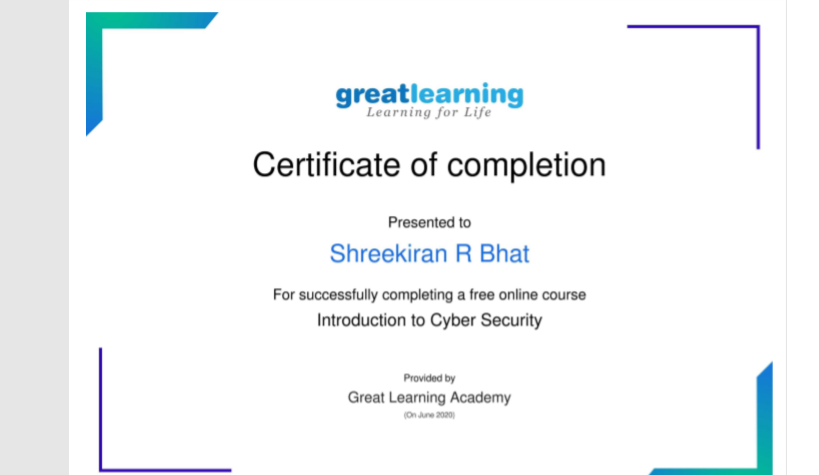 greatlearning
Learning for Life
Certificate of completion
Presented to
Shreekiran R Bhat
For successfully completing a free online course
Introduction to Cyber Security
Provided by
Great Learning Academy
(On June 2020)